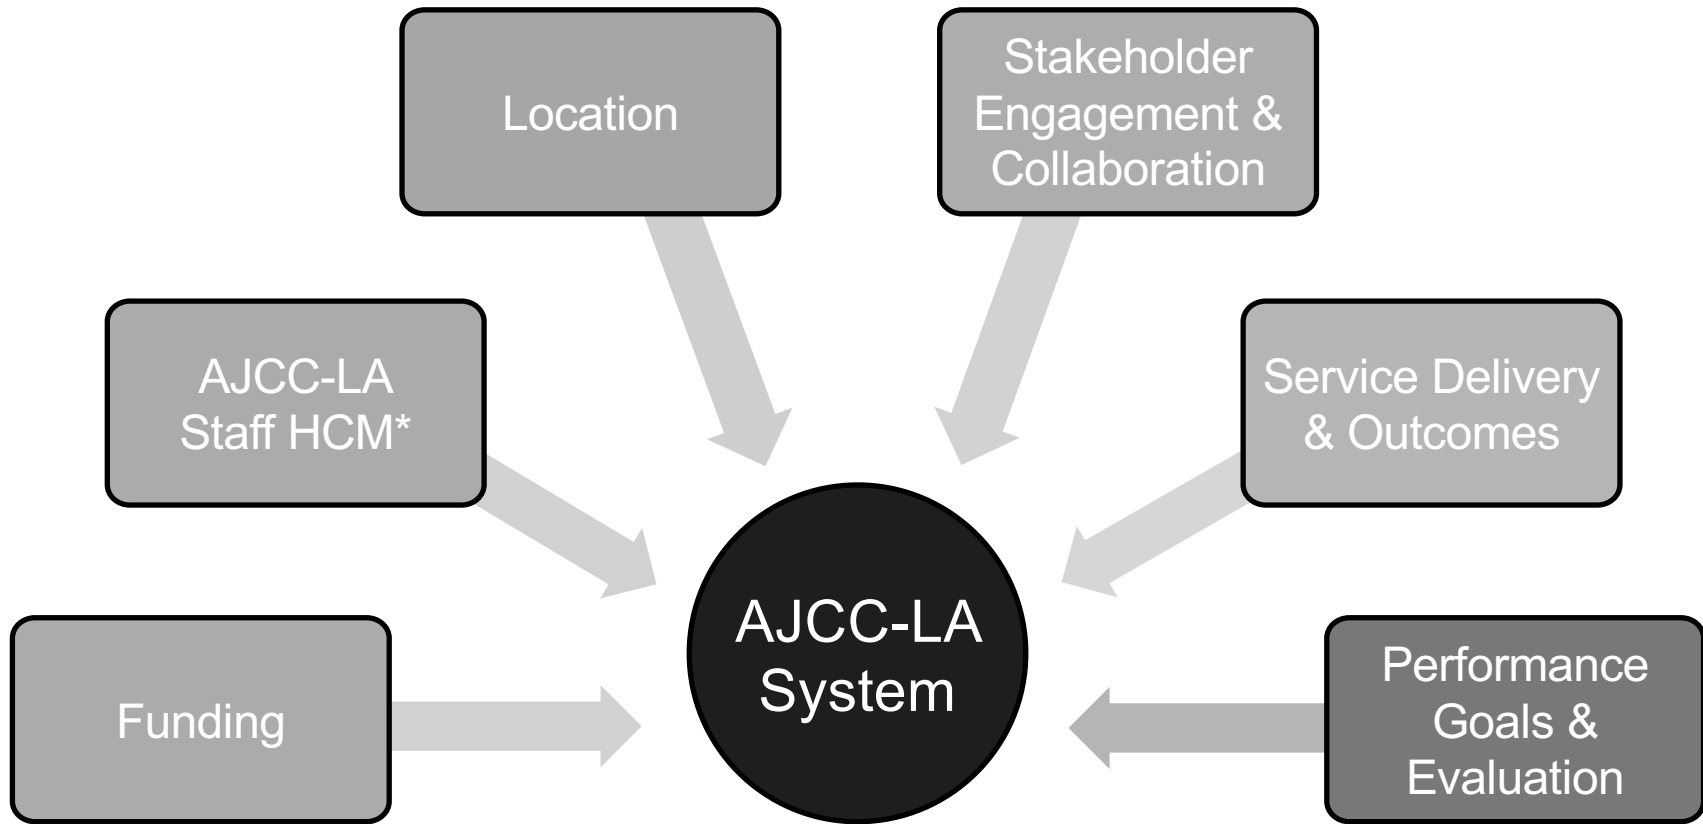 Location
Stakeholder
Engagement &
Collaboration
AJCC-LA
Staff HCM*
Service Delivery
& Outcomes
Funding
AJCC-LA
System
Performance
Goals &
Evaluation